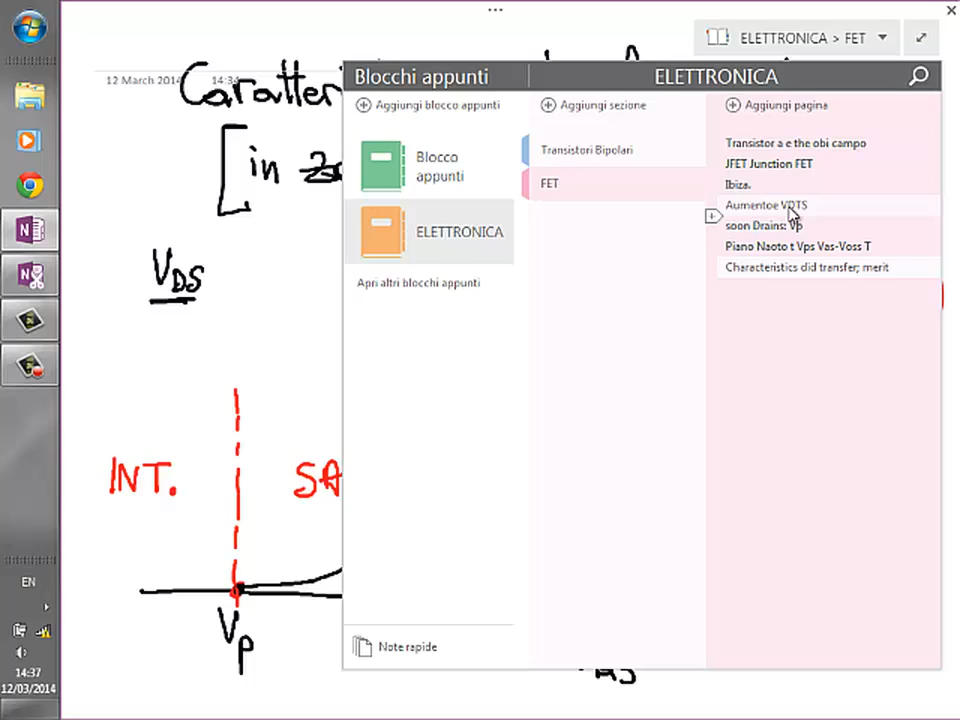 ELETTRONICA > FET
12 March 2014 14:34
Caratter
[in
Blocchi appunti
ELETTRONICA
Aggiungi blocco appunti
Aggiungi sezione
Aggiungi pagina
Blocco
appunti
ELETTRONICA
Apri altri blocchi appunti
Transistori Bipolari
FET
Transistor a e the obi campo
JFET Junction FET
Ibiza.
Aumentoe VDTS
soon Drains: Vp
Piano Naoto t Vps Vas-Voss T
Characteristics did transfer; merit
VDS
INT.
SA
Vp
Note rapide
EN
14:37
12/03/2014